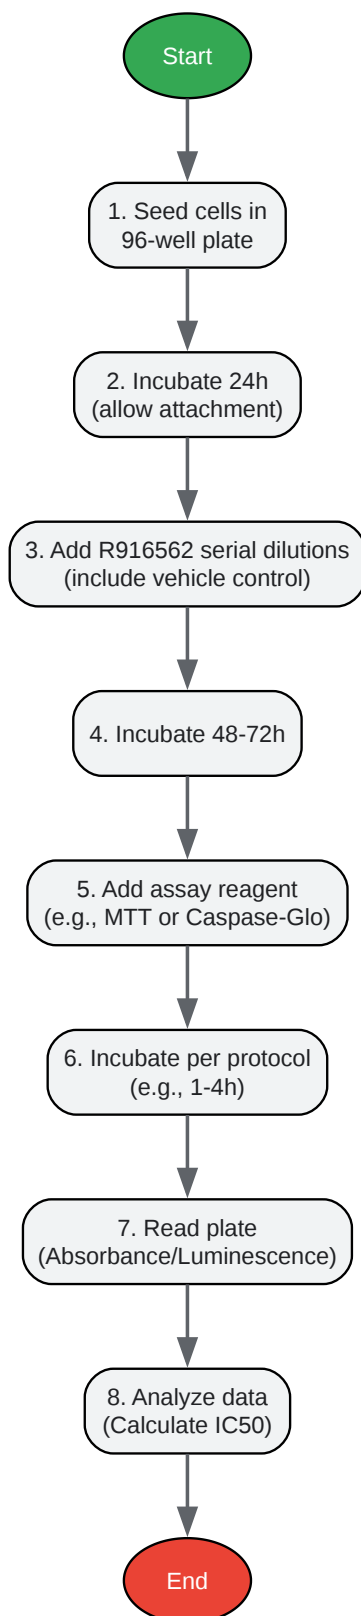 Start
1. Seed cells in
96-well plate
2. Incubate 24h
(allow attachment)
3. Add R916562 serial dilutions
(include vehicle control)
4. Incubate 48-72h
5. Add assay reagent
(e.g., MTT or Caspase-Glo)
6. Incubate per protocol
(e.g., 1-4h)
7. Read plate
(Absorbance/Luminescence)
8. Analyze data
(Calculate IC50)
End